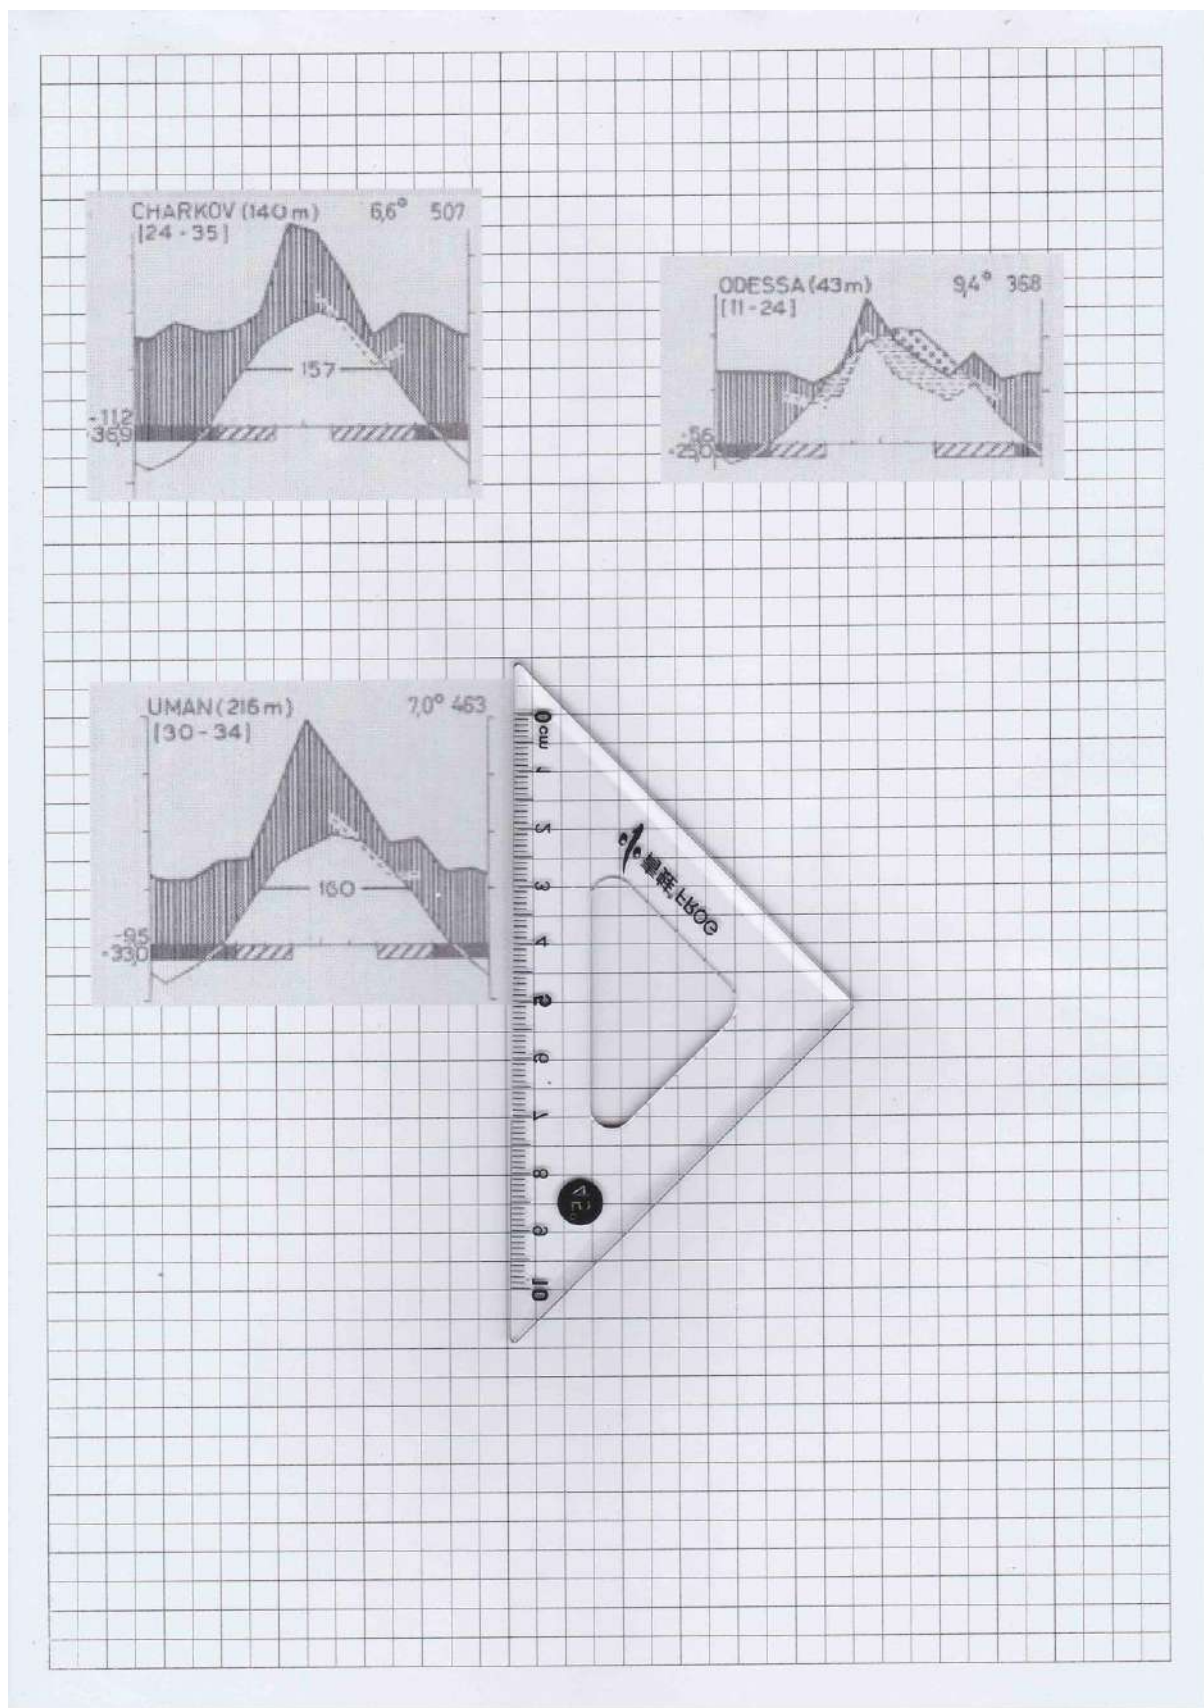 CHARKOV (140 m) 6,6° 507
[24 - 35]
157
-11,2
-36,9
ODESSA (43 m) 9,4° 368
[11 - 24]
-5,6
-25,0
UMAN (216 m) 7,0° 463
[30 - 34]
160
-9,5
-33,0
0 cm
1
2
3
4
5
6
7
8
9
10
FROG